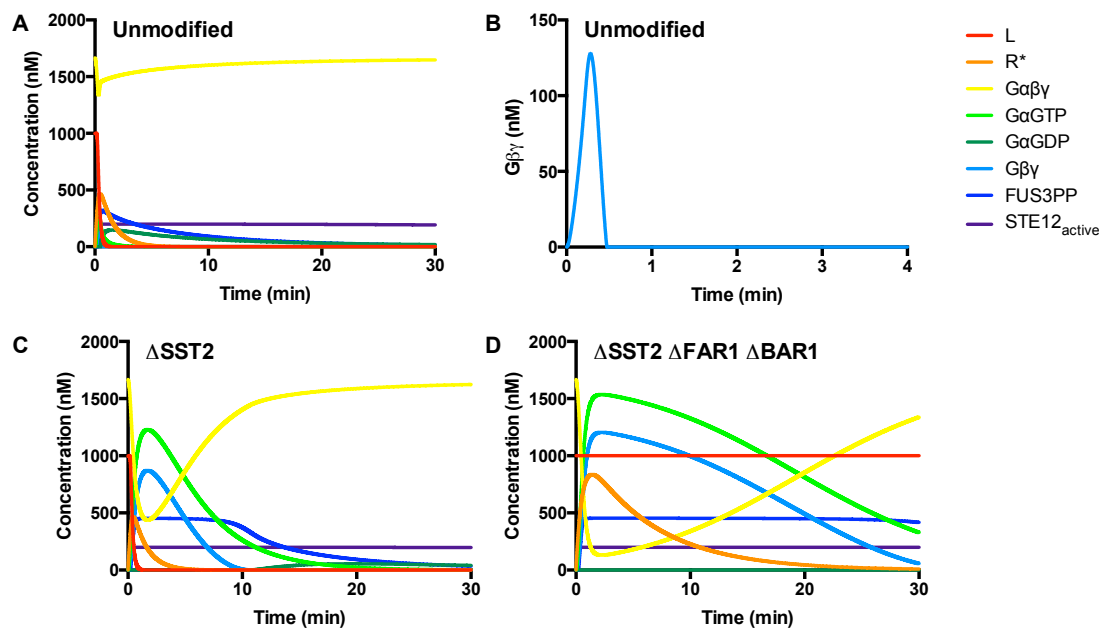 A
Unmodified
Concentration (nM)
2000
1500
1000
500
0
0
10
20
30
Time (min)
B
Unmodified
Gβγ (nM)
150
100
50
0
0
1
2
3
4
Time (min)
L
R*
Gαβγ
GαGTP
GαGDP
Gβγ
FUS3PP
STE12active
C
ΔSST2
Concentration (nM)
2000
1500
1000
500
0
0
10
20
30
Time (min)
D
ΔSST2 ΔFAR1 ΔBAR1
Concentration (nM)
2000
1500
1000
500
0
0
10
20
30
Time (min)